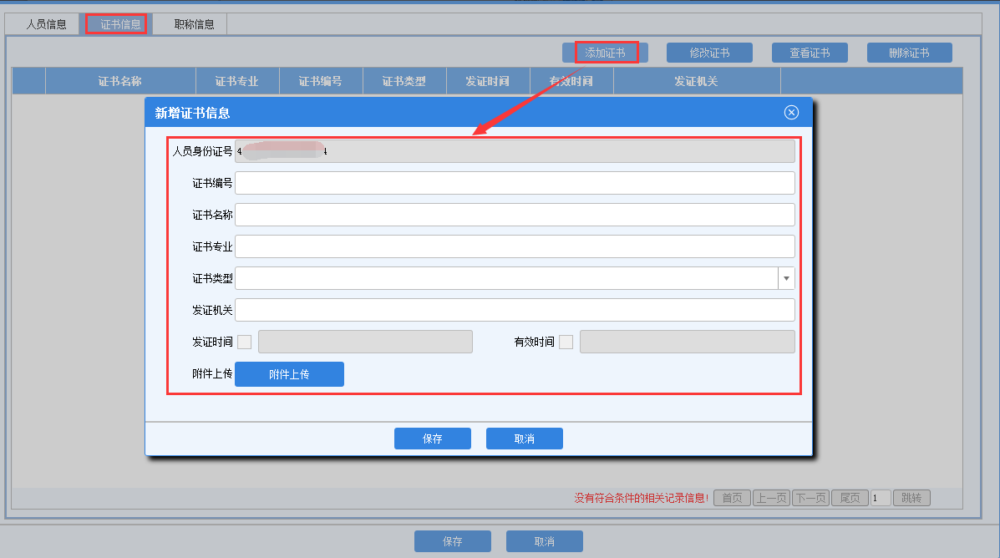 人员信息 证书信息 职称信息
添加证书 修改证书 查看证书 删除证书
证书名称 证书专业 证书编号 证书类型 发证时间 有效时间 发证机关
新增证书信息
人员身份证号 4 4
证书编号
证书名称
证书专业
证书类型
发证机关
发证时间 有效时间
附件上传 附件上传
保存 取消
没有符合条件的相关记录信息! 首页 上一页 下一页 尾页 1 跳转
保存 取消